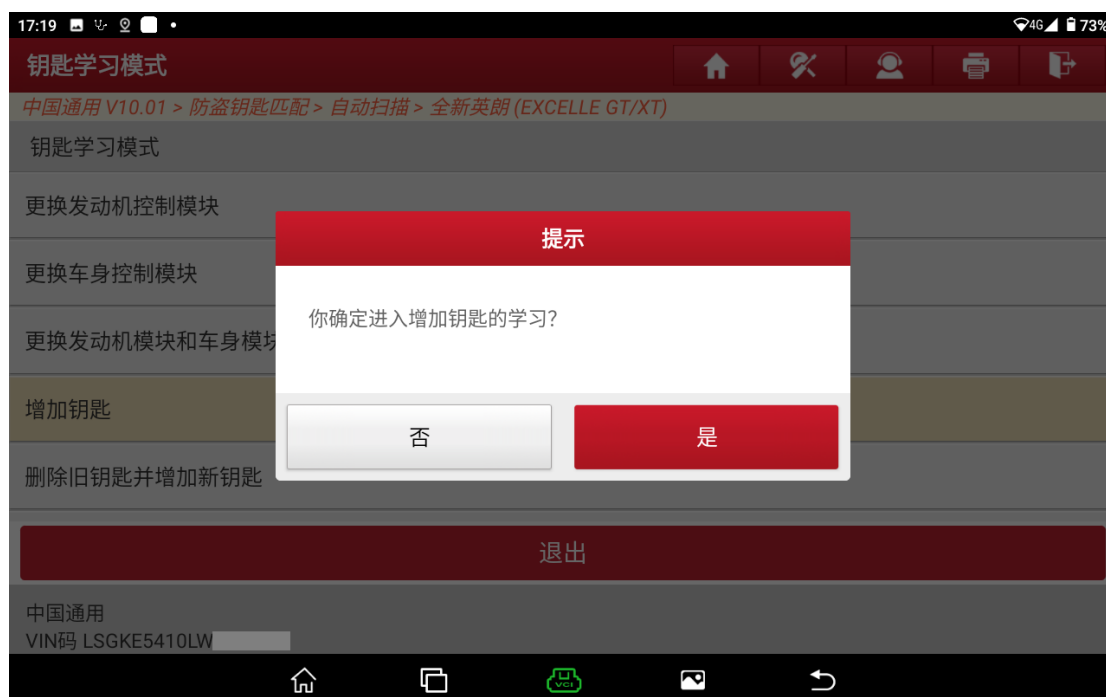 17:19
4G 73%
钥匙学习模式
中国通用 V10.01 > 防盗钥匙匹配 > 自动扫描 > 全新英朗 (EXCELLE GT/XT)
钥匙学习模式
更换发动机控制模块
更换车身控制模块
更换发动机模块和车身模块
增加钥匙
删除旧钥匙并增加新钥匙
提示
你确定进入增加钥匙的学习?
否
是
退出
中国通用
VIN码 LSGKE5410LW
VCI